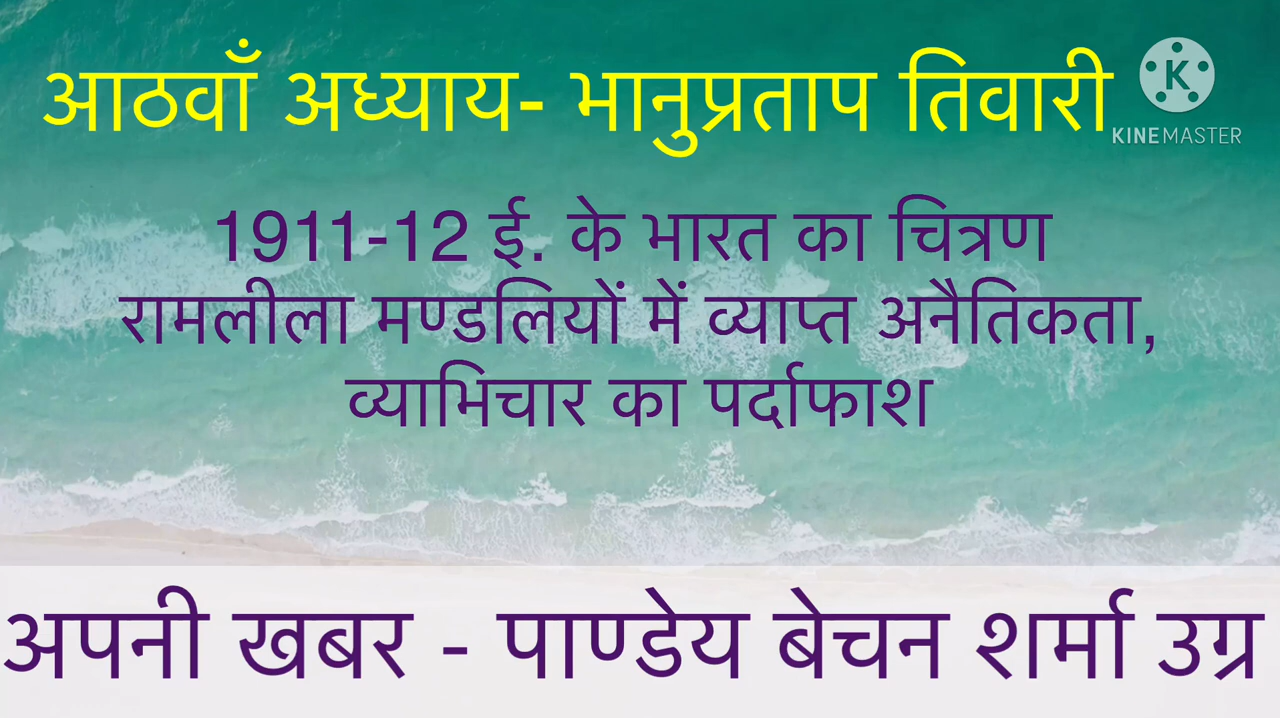 आठवाँ अध्याय- भानुप्रताप तिवारी
KINEMASTER
1911-12 ई. के भारत का चित्रण
रामलीला मण्डलियों में व्याप्त अनैतिकता,
व्याभिचार का पर्दाफाश
अपनी खबर - पाण्डेय बेचन शर्मा उग्र